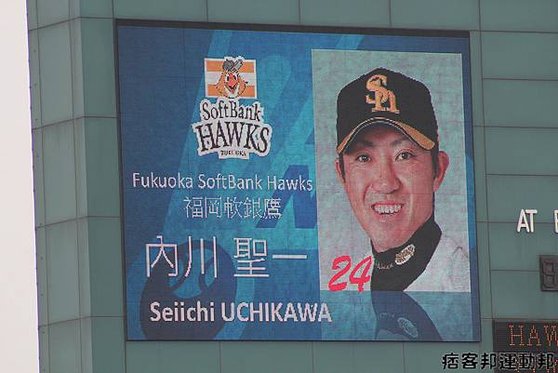 SoftBank
HAWKS
FUKUOKA
Fukuoka SoftBank Hawks
福岡軟銀鷹
內川 聖一
Seiichi UCHIKAWA
SH
24
AT
HAW
痞客邦運動邦